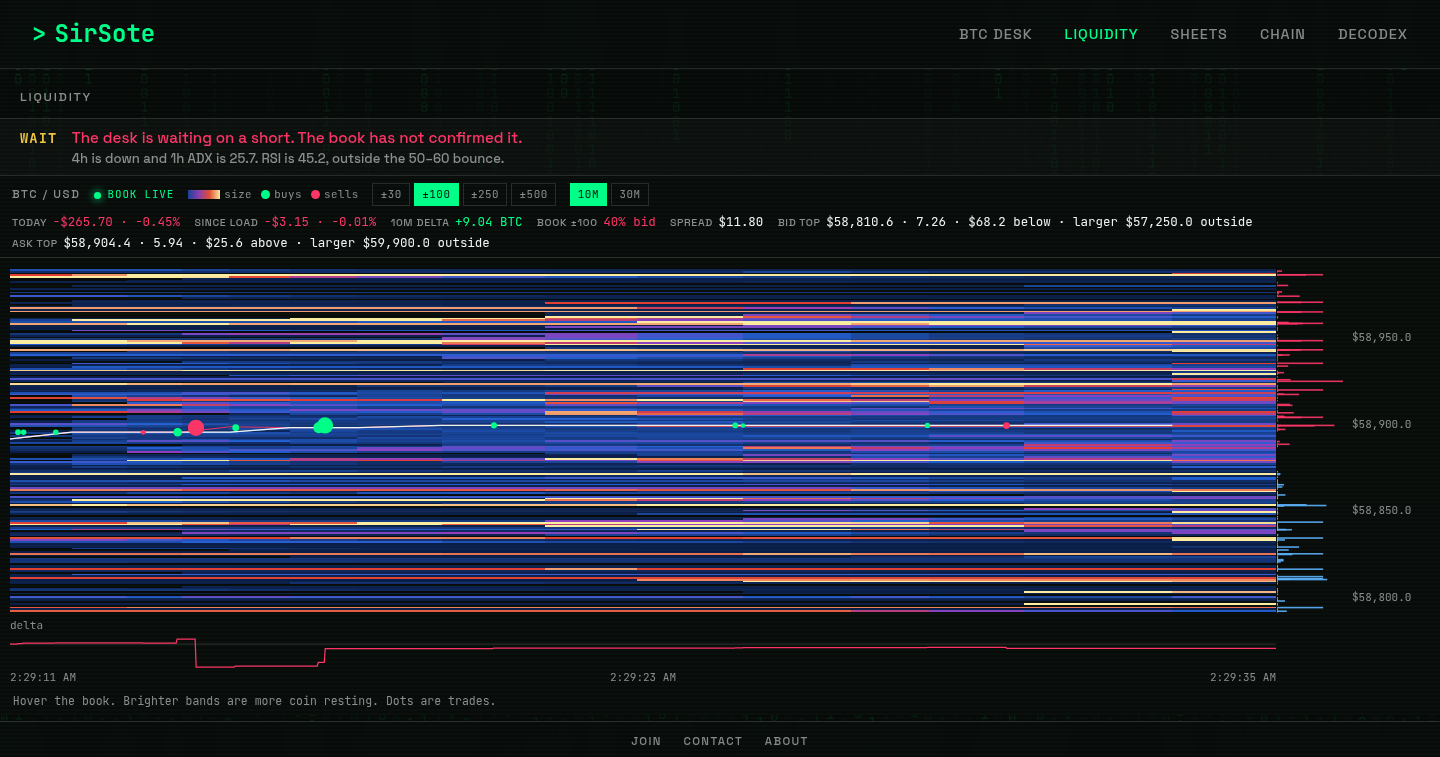 > SirSote
BTC DESK LIQUIDITY SHEETS CHAIN DECODEX
LIQUIDITY
WAIT The desk is waiting on a short. The book has not confirmed it.
4h is down and 1h ADX is 25.7. RSI is 45.2, outside the 50–60 bounce.
BTC / USD BOOK LIVE size buys sells ±30 ±100 ±250 ±500 10M 30M
TODAY -$265.70 · -0.45% SINCE LOAD -$3.15 · -0.01% 10M DELTA +9.04 BTC BOOK ±100 40% bid SPREAD $11.80 BID TOP $58,810.6 · 7.26 · $68.2 below · larger $57,250.0 outside
ASK TOP $58,904.4 · 5.94 · $25.6 above · larger $59,900.0 outside
$58,950.0
$58,900.0
$58,850.0
$58,800.0
delta
2:29:11 AM 2:29:23 AM 2:29:35 AM
Hover the book. Brighter bands are more coin resting. Dots are trades.
JOIN CONTACT ABOUT